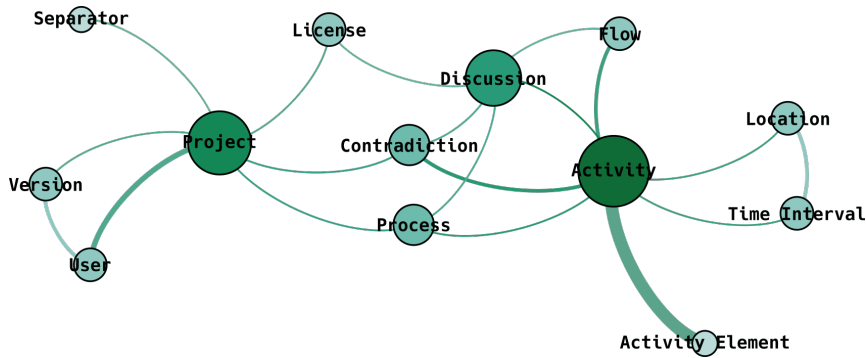 Separator
License
Flow
Discussion
Location
Project
Contradiction
Activity
Version
Time Interval
Process
User
Activity Element